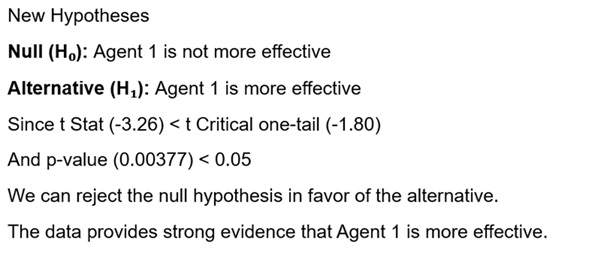 New Hypotheses
Null (H₀): Agent 1 is not more effective
Alternative (H₁): Agent 1 is more effective
Since t Stat (-3.26) < t Critical one-tail (-1.80)
And p-value (0.00377) < 0.05
We can reject the null hypothesis in favor of the alternative.
The data provides strong evidence that Agent 1 is more effective.